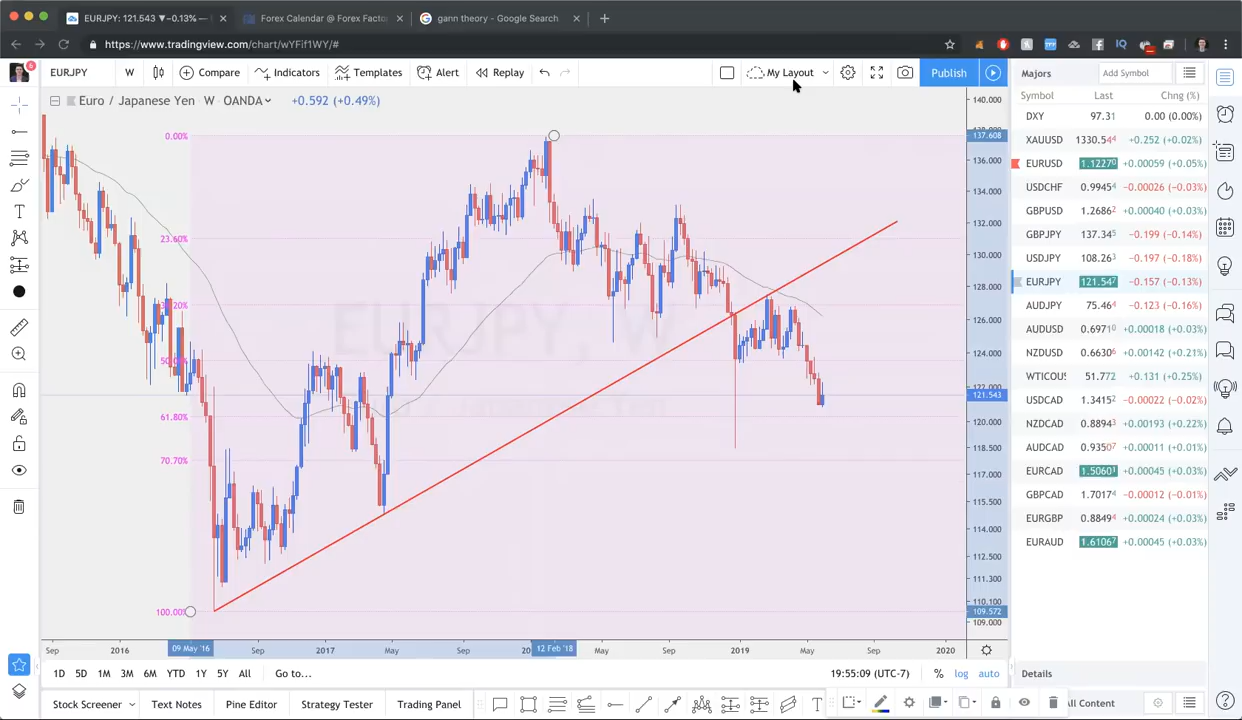 EURJPY: 121.543 ▼−0.13% —
Forex Calendar @ Forex Facto
gann theory - Google Search
https://www.tradingview.com/chart/wYFif1WY/#
EURJPY W Compare Indicators Templates Alert Replay My Layout Publish
Euro / Japanese Yen W OANDA +0.592 (+0.49%)
0.00%
23.60%
61.80%
70.70%
100.00%
EURJPY, W
140.000
137.608
136.000
134.000
132.000
130.000
128.000
126.000
124.000
122.000
121.543
120.000
118.500
117.000
115.500
114.000
112.500
111.300
110.100
109.572
109.000
Sep 2016 09 May '16 Sep 2017 May Sep 20 12 Feb '18 May Sep 2019 May Sep 2020
1D 5D 1M 3M 6M YTD 1Y 5Y All Go to...
19:55:09 (UTC-7) % log auto
Stock Screener Text Notes Pine Editor Strategy Tester Trading Panel
Majors Add Symbol
Symbol Last Chng (%)
DXY 97.31 0.00 (0.00%)
XAUUSD 1330.544 +0.252 (+0.02%)
EURUSD 1.12270 +0.00059 (+0.05%)
USDCHF 0.99454 −0.00026 (−0.03%)
GBPUSD 1.26862 +0.00040 (+0.03%)
GBPJPY 137.345 −0.199 (−0.14%)
USDJPY 108.263 −0.197 (−0.18%)
EURJPY 121.547 −0.157 (−0.13%)
AUDJPY 75.464 −0.123 (−0.16%)
AUDUSD 0.69710 +0.00018 (+0.03%)
NZDUSD 0.66306 +0.00142 (+0.21%)
WTICOUS 51.772 +0.131 (+0.25%)
USDCAD 1.34152 −0.00022 (−0.02%)
NZDCAD 0.88943 +0.00193 (+0.22%)
AUDCAD 0.93507 +0.00011 (+0.01%)
EURCAD 1.50601 +0.00045 (+0.03%)
GBPCAD 1.70174 −0.00012 (−0.01%)
EURGBP 0.88494 +0.00024 (+0.03%)
EURAUD 1.61067 +0.00045 (+0.03%)
Details
All Content